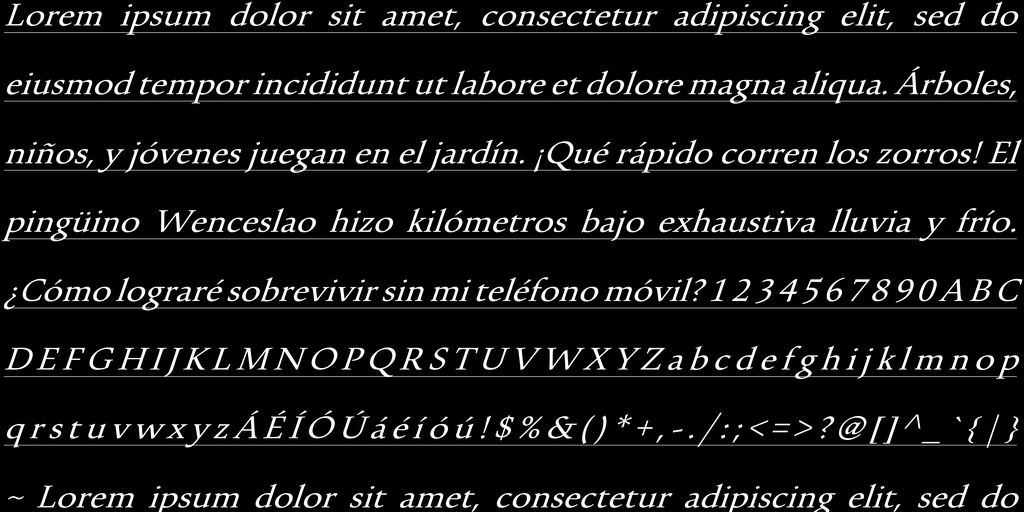 Lorem ipsum dolor sit amet, consectetur adipiscing elit, sed do
eiusmod tempor incididunt ut labore et dolore magna aliqua. Árboles,
niños, y jóvenes juegan en el jardín. ¡Qué rápido corren los zorros! El
pingüino Wenceslao hizo kilómetros bajo exhaustiva lluvia y frío.
¿Cómo lograré sobrevivir sin mi teléfono móvil? 1 2 3 4 5 6 7 8 9 0 A B C
D E F G H I J K L M N O P Q R S T U V W X Y Z a b c d e f g h i j k l m n o p
q r s t u v w x y z Á É Í Ó Ú á é í ó ú ! $ % & ( ) * + , - . / : ; < = > ? @ [ ] ^ _ ` { | }
~ Lorem ipsum dolor sit amet, consectetur adipiscing elit, sed do